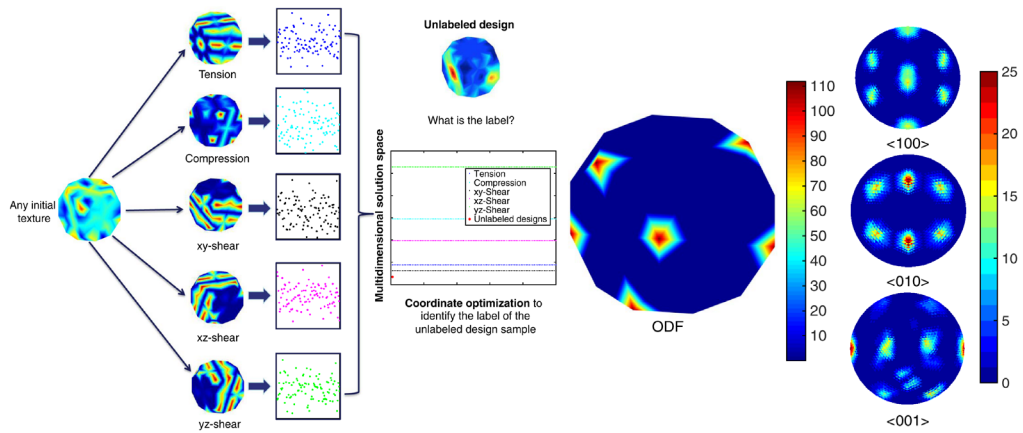 Any initial
texture
Tension
Compression
xy-shear
xz-shear
yz-shear
Unlabeled design
What is the label?
Multidimensional solution space
Tension
Compression
xy-Shear
xz-Shear
yz-Shear
Unlabeled designs
Coordinate optimization to
identify the label of the
unlabeled design sample
ODF
110
100
90
80
70
60
50
40
30
20
10
<100>
<010>
<001>
25
20
15
10
5
0